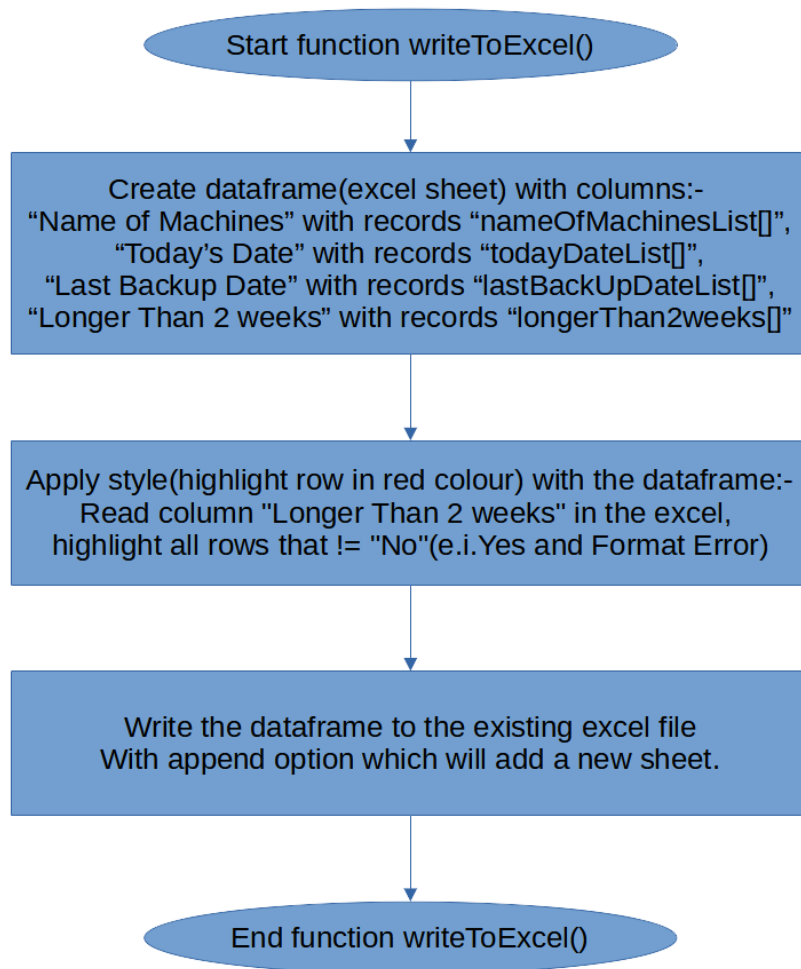 Start function writeToExcel()
Create dataframe(excel sheet) with columns:-
“Name of Machines” with records “nameOfMachinesList[]”,
“Today’s Date” with records “todayDateList[]”,
“Last Backup Date” with records “lastBackUpDateList[]”,
“Longer Than 2 weeks” with records “longerThan2weeks[]”
Apply style(highlight row in red colour) with the dataframe:-
Read column "Longer Than 2 weeks" in the excel,
highlight all rows that != "No"(e.i.Yes and Format Error)
Write the dataframe to the existing excel file
With append option which will add a new sheet.
End function writeToExcel()